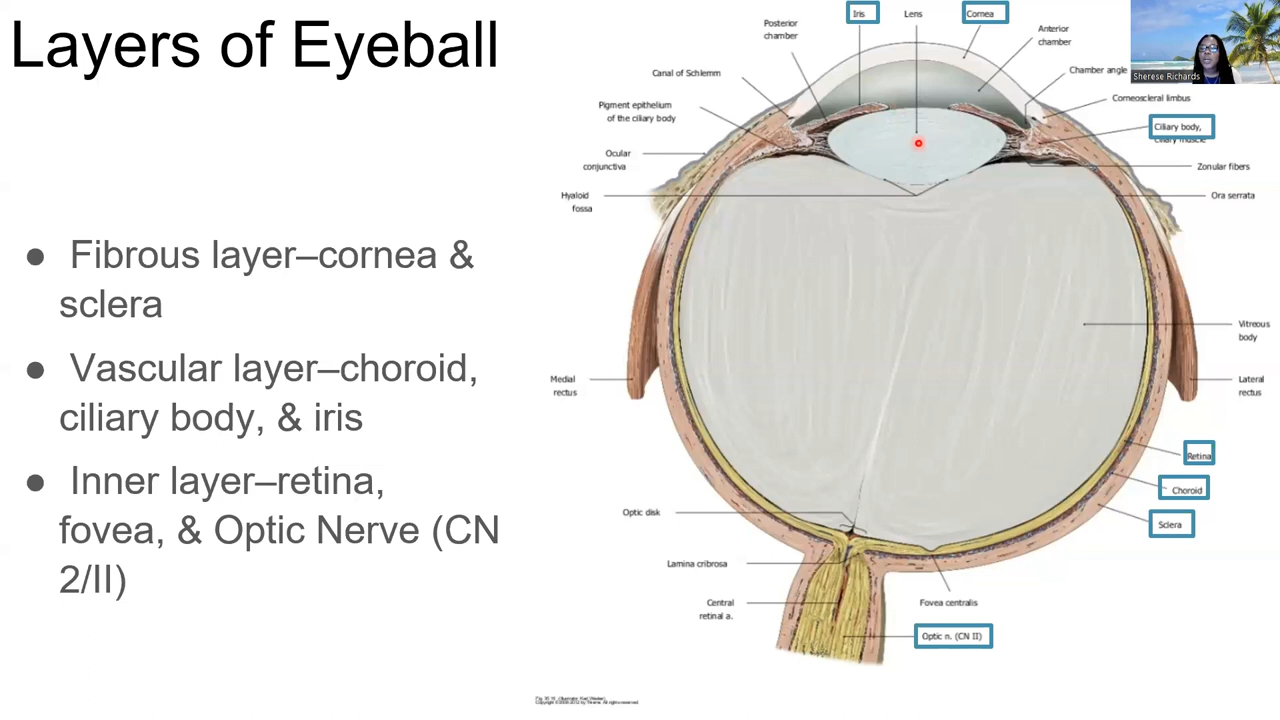 Layers of Eyeball
● Fibrous layer–cornea &
sclera
● Vascular layer–choroid,
ciliary body, & iris
● Inner layer–retina,
fovea, & Optic Nerve (CN
2/II)
Iris
Lens
Cornea
Posterior
chamber
Anterior
chamber
Canal of Schlemm
Chamber angle
Pigment epithelium
of the ciliary body
Corneoscleral limbus
Ciliary body,
ciliary muscle
Ocular
conjunctiva
Zonular fibers
Hyaloid
fossa
Ora serrata
Vitreous
body
Medial
rectus
Lateral
rectus
Retina
Choroid
Sclera
Optic disk
Lamina cribrosa
Central
retinal a.
Fovea centralis
Optic n. (CN II)
Sherese Richards